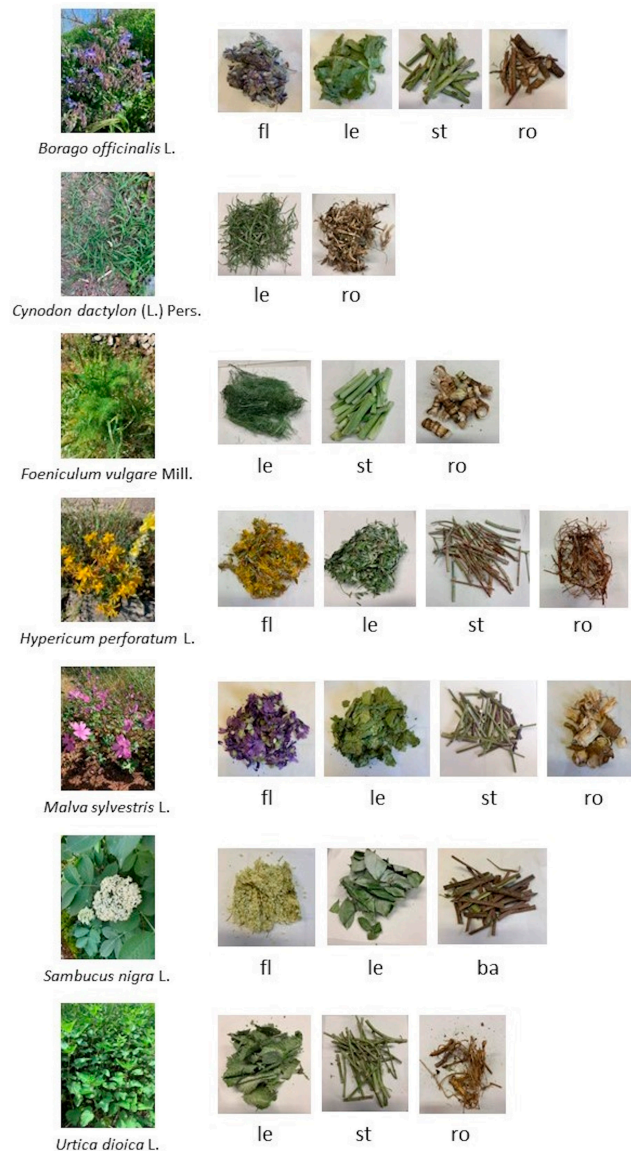 fl le st ro
Borago officinalis L.
le ro
Cynodon dactylon (L.) Pers.
le st ro
Foeniculum vulgare Mill.
fl le st ro
Hypericum perforatum L.
fl le st ro
Malva sylvestris L.
fl le ba
Sambucus nigra L.
le st ro
Urtica dioica L.